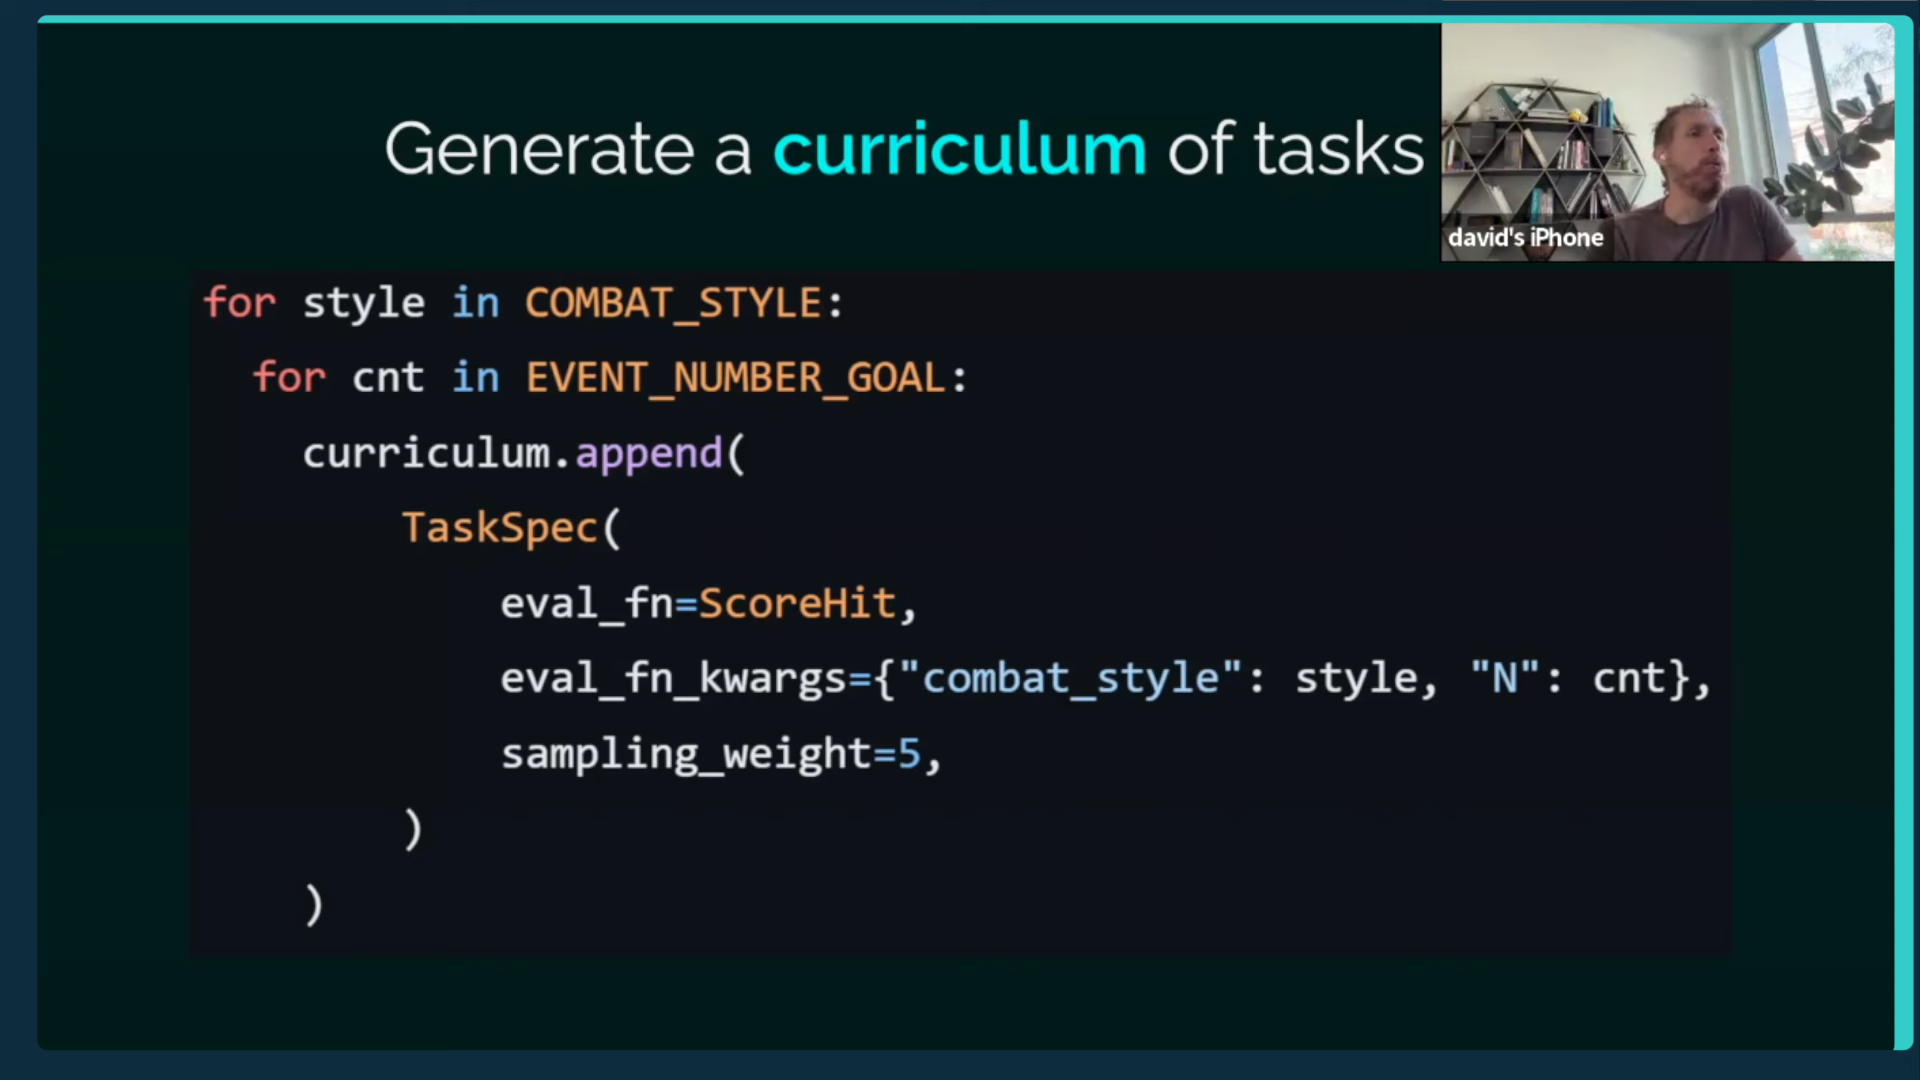 Generate a curriculum of tasks
david's iPhone
for style in COMBAT_STYLE:
for cnt in EVENT_NUMBER_GOAL:
curriculum.append(
TaskSpec(
eval_fn=ScoreHit,
eval_fn_kwargs={"combat_style": style, "N": cnt},
sampling_weight=5,
)
)